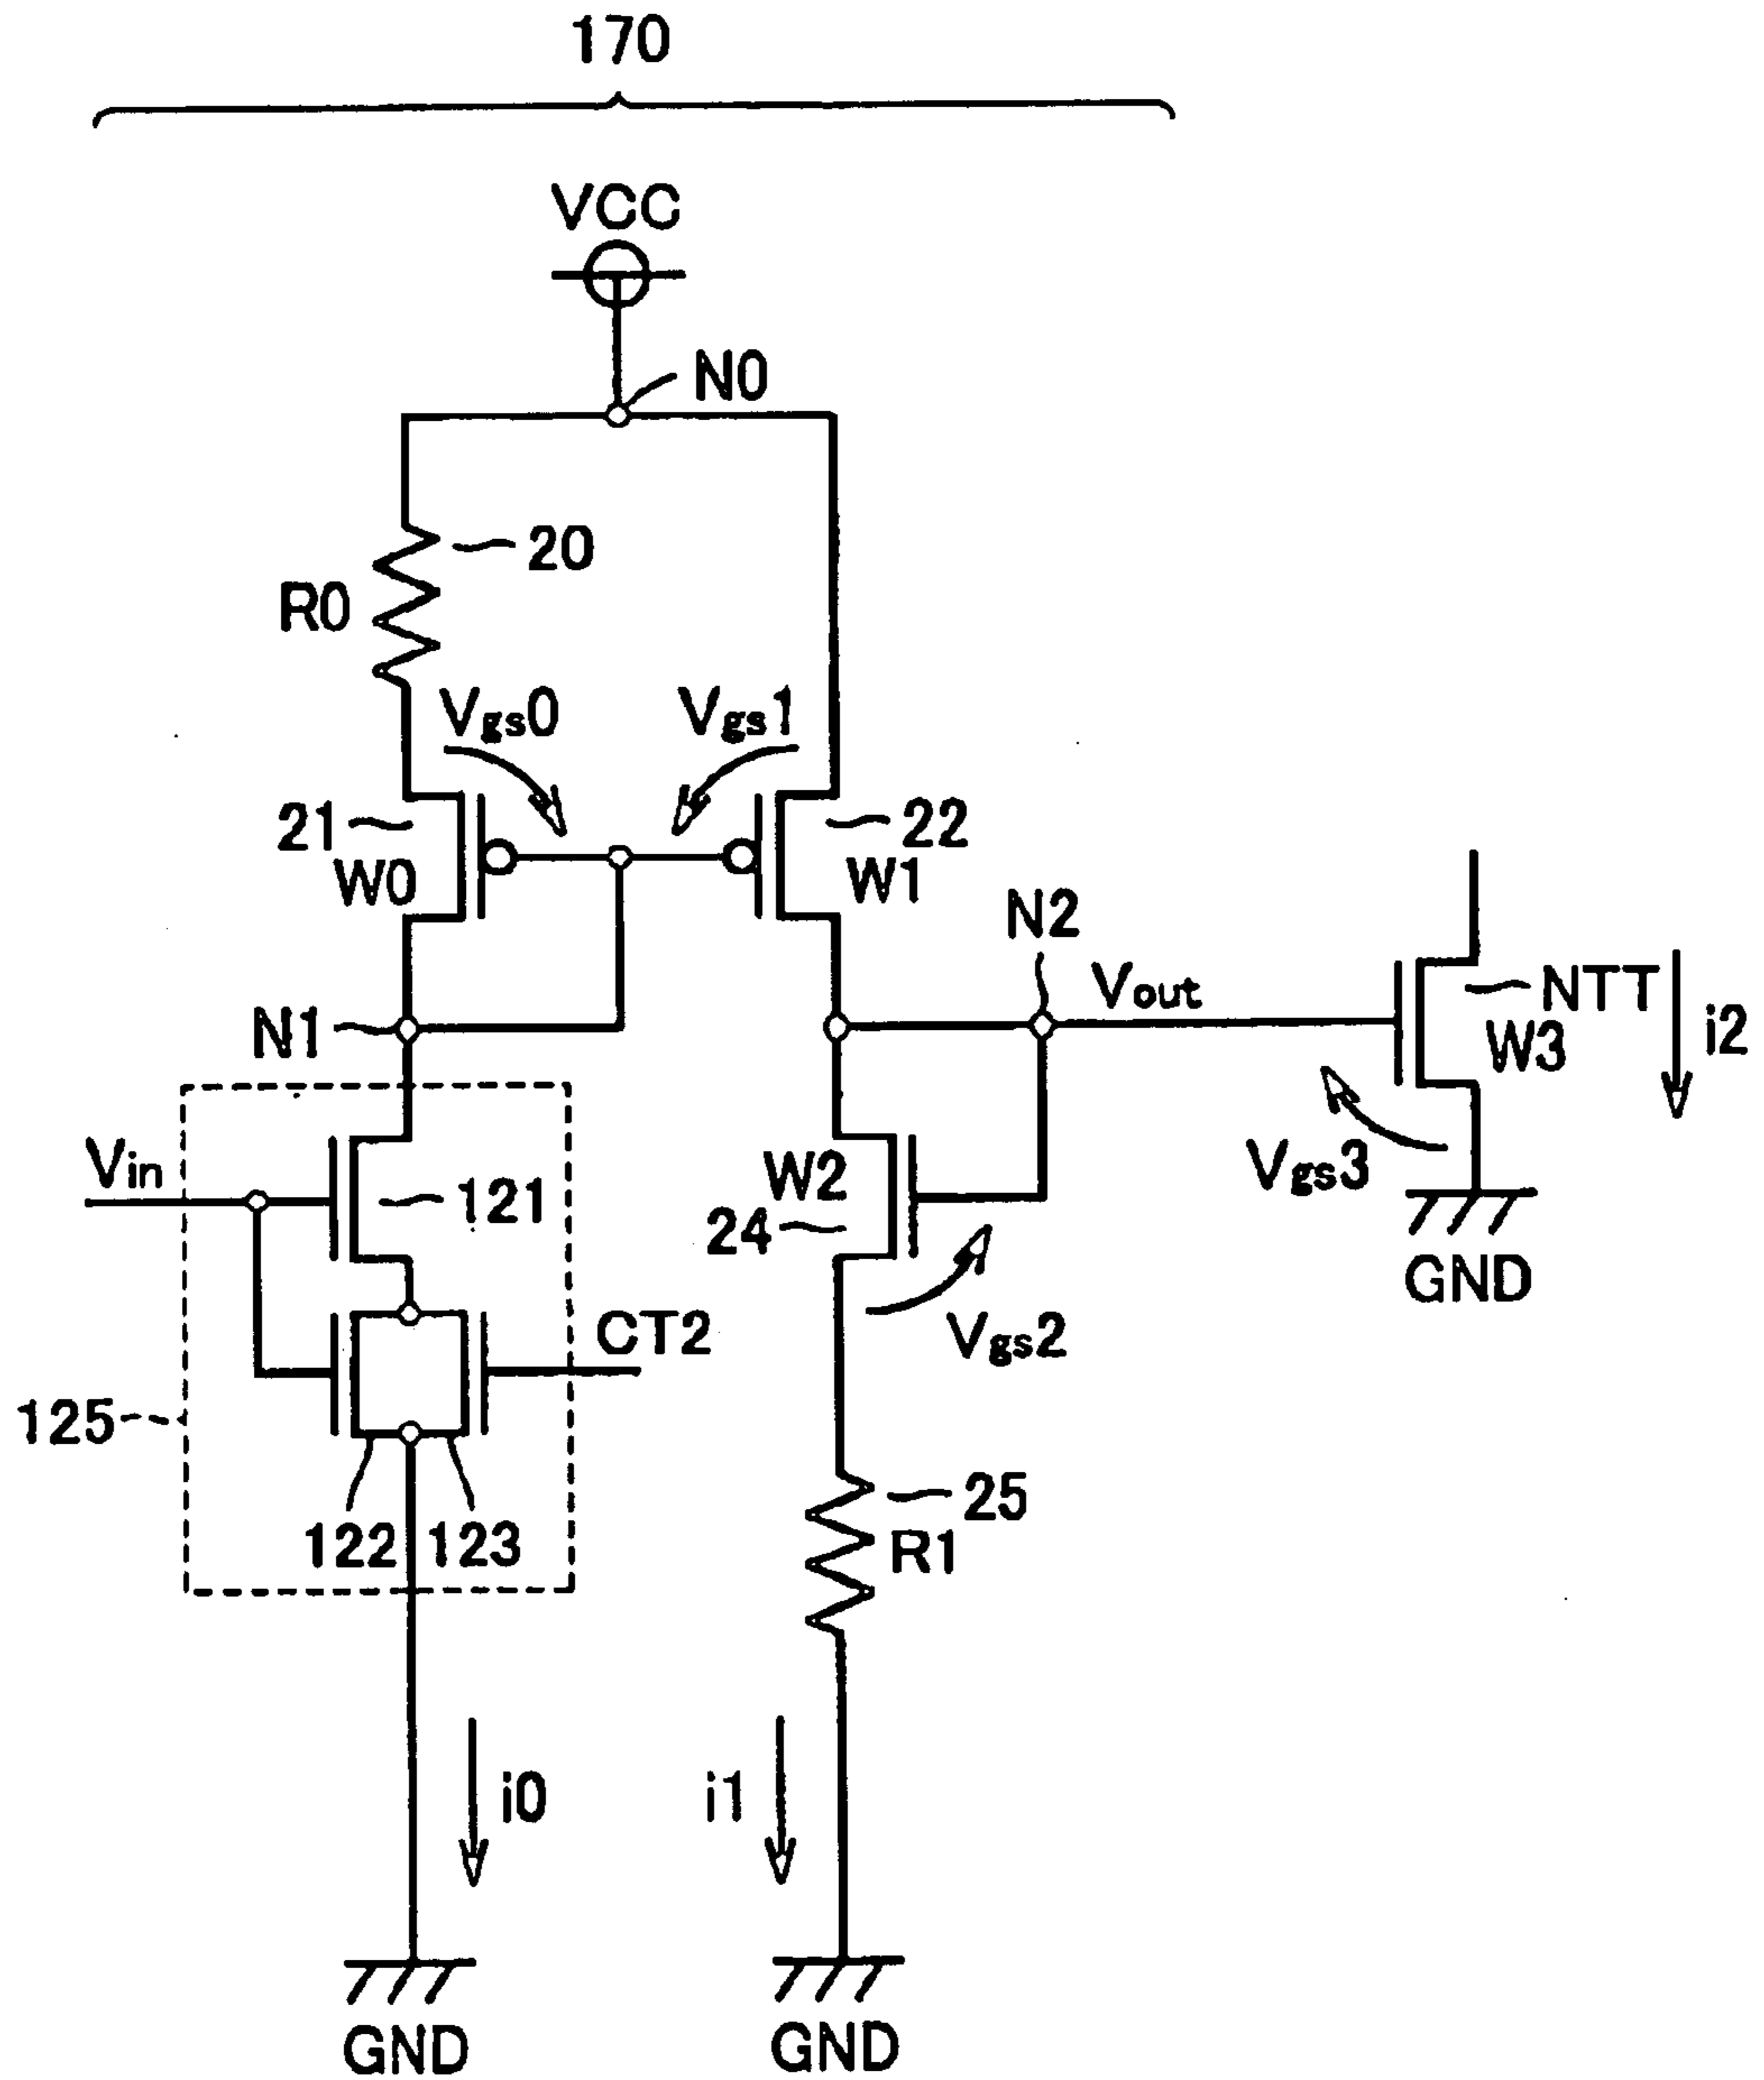 170
VCC
N0
20
R0
Vgs0
Vgs1
21
W0
22
W1
N2
Vout
NTT
W3
i2
N1
Vin
121
W2
24
Vgs3
GND
CT2
Vgs2
125
122
123
25
R1
i0
i1
GND
GND